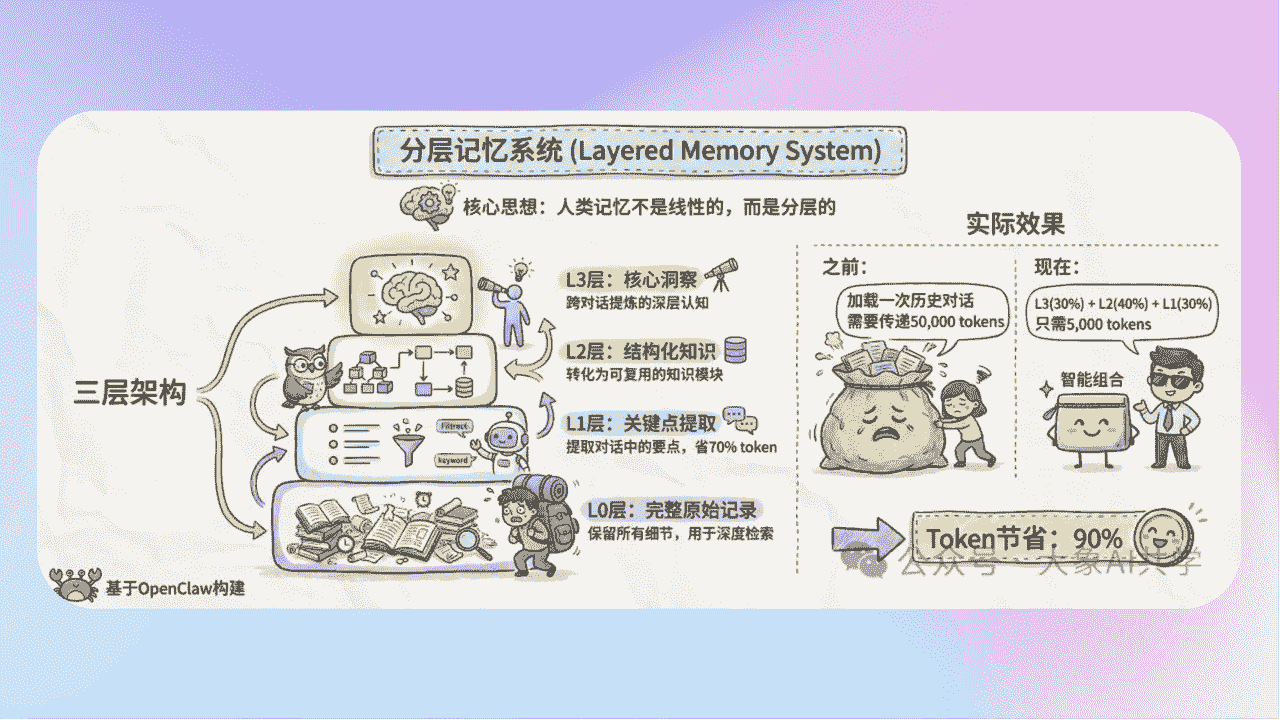 分层记忆系统 (Layered Memory System)
核心思想：人类记忆不是线性的，而是分层的
三层架构
L3层：核心洞察
跨对话提炼的深层认知
L2层：结构化知识
转化为可复用的知识模块
L1层：关键点提取
提取对话中的要点，省70% token
keyword
L0层：完整原始记录
保留所有细节，用于深度检索
基于OpenClaw构建
实际效果
之前：
加载一次历史对话
需要传递50,000 tokens
现在：
L3(30%) + L2(40%) + L1(30%)
只需5,000 tokens
智能组合
Token节省：90%
公众号 大象AI共学